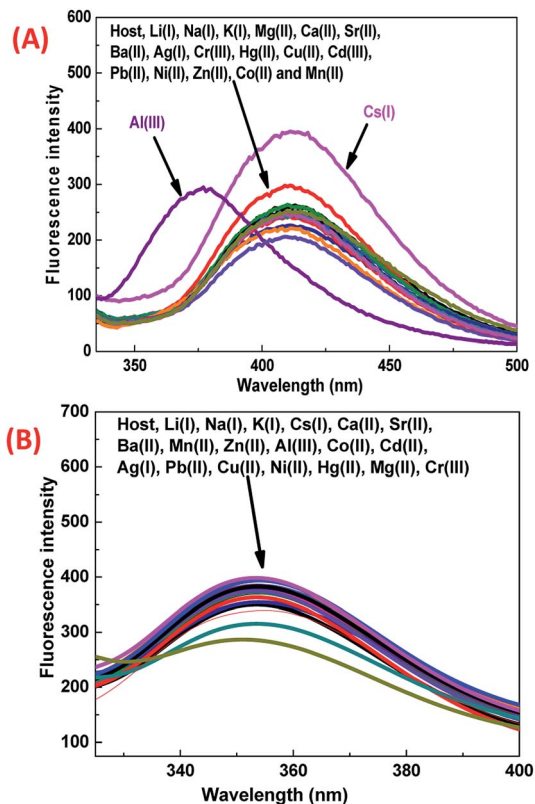 (A)
Host, Li(I), Na(I), K(I), Mg(II), Ca(II), Sr(II),
Ba(II), Ag(I), Cr(III), Hg(II), Cu(II), Cd(III),
Pb(II), Ni(II), Zn(II), Co(II) and Mn(II)
Al(III)
Cs(I)
Fluorescence intensity
600
500
400
300
200
100
0
350
400
450
500
Wavelength (nm)
(B)
Host, Li(I), Na(I), K(I), Cs(I), Ca(II), Sr(II),
Ba(II), Mn(II), Zn(II), Al(III), Co(II), Cd(II),
Ag(I), Pb(II), Cu(II), Ni(II), Hg(II), Mg(II), Cr(III)
Fluorescence intensity
700
600
500
400
300
200
100
340
360
380
400
Wavelength (nm)